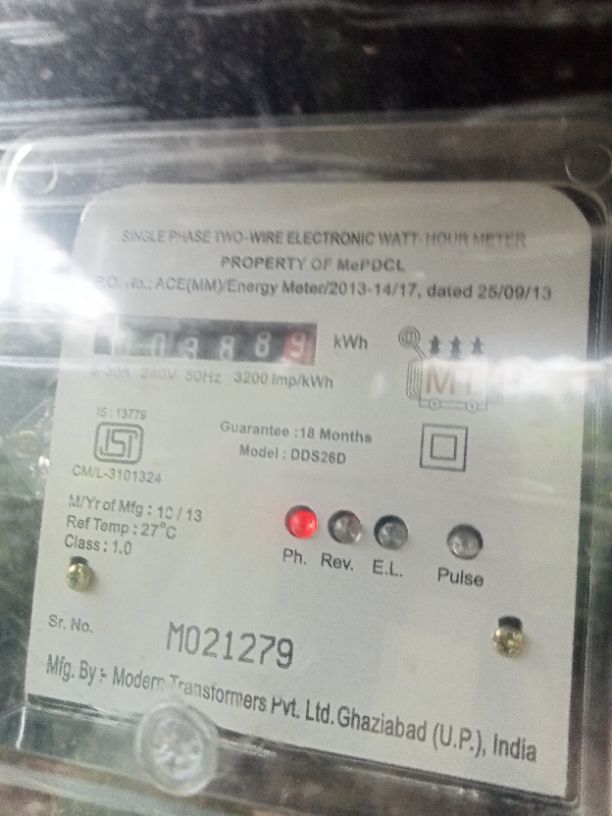 SINGLE PHASE TWO-WIRE ELECTRONIC WATT-HOUR METER
PROPERTY OF MePDCL
P.O. No.: ACE(MM)/Energy Meter/2013-14/17, dated 25/09/13
003889 kWh
240V 50Hz 3200 Imp/kWh
MT
IS : 13779
ISI
CM/L-3101324
Guarantee : 18 Months
Model : DDS26D
M/Yr of Mfg : 10 / 13
Ref Temp : 27°C
Class : 1.0
Ph. Rev. E.L. Pulse
Sr. No. M021279
Mfg. By :- Modern Transformers Pvt. Ltd. Ghaziabad (U.P.), India